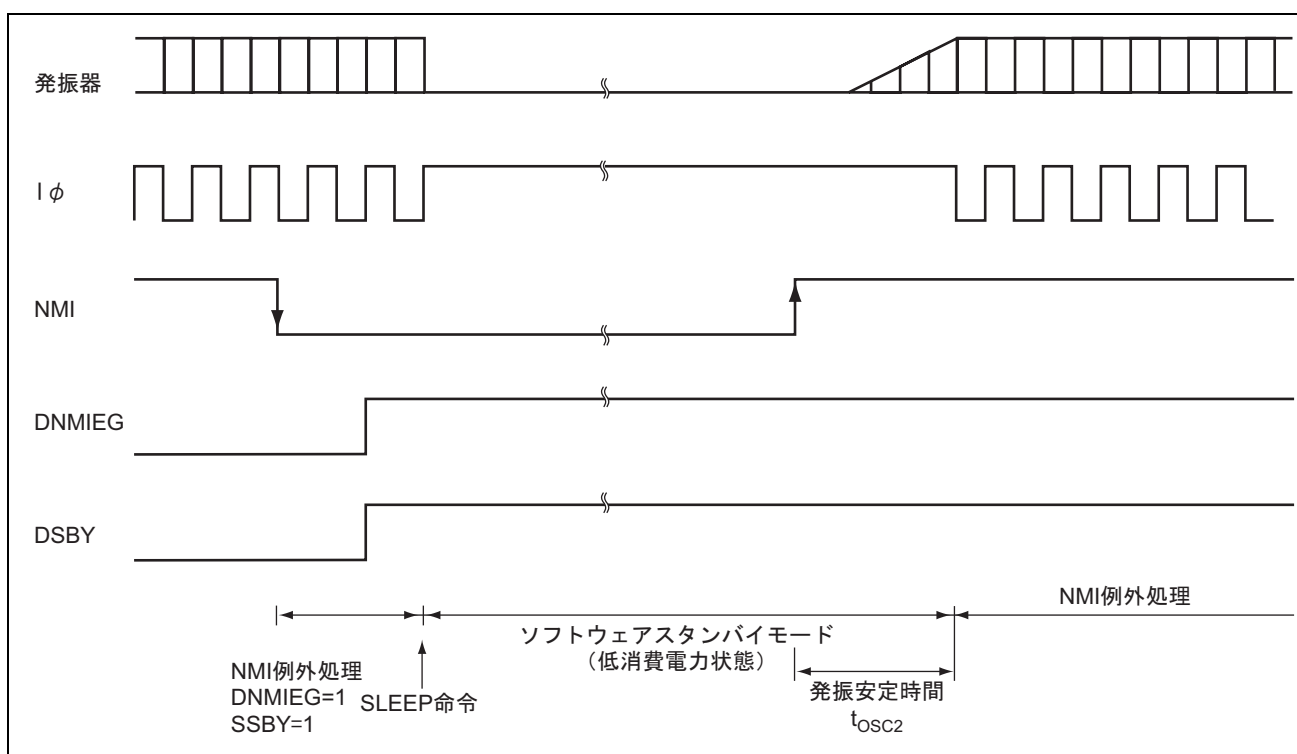 発振器
Iφ
NMI
DNMIEG
DSBY
NMI例外処理
DNMIEG=1
SSBY=1
SLEEP命令
ソフトウェアスタンバイモード
（低消費電力状態）
発振安定時間
tOSC2
NMI例外処理